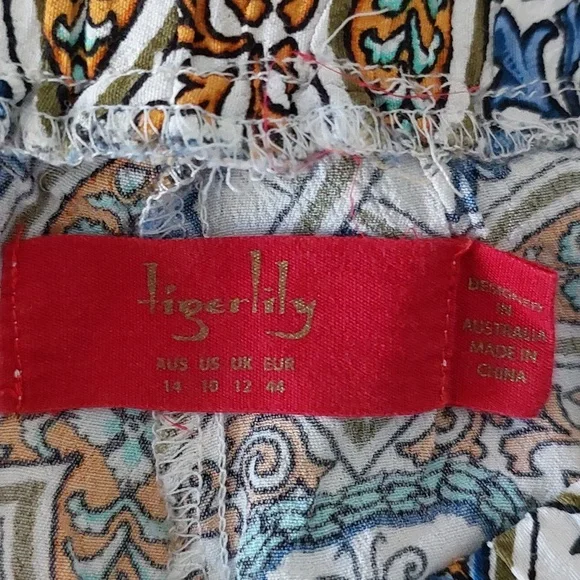 tigerlily
AUS US UK EUR
14 10 12 44
DESIGNED
IN
AUSTRALIA
MADE IN
CHINA